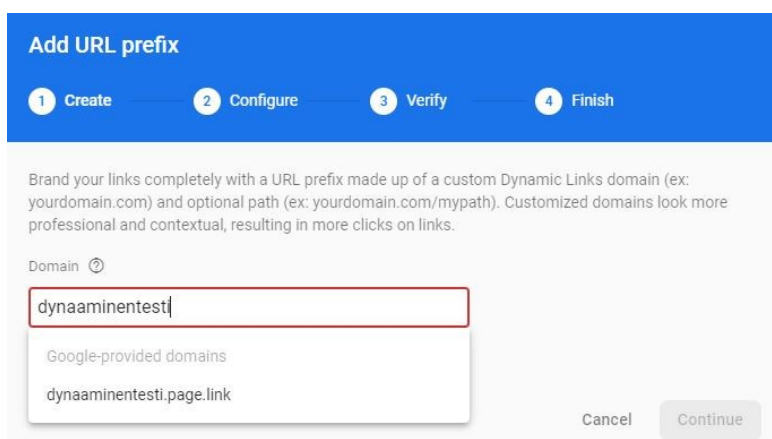 Add URL prefix
1 Create 2 Configure 3 Verify 4 Finish
Brand your links completely with a URL prefix made up of a custom Dynamic Links domain (ex:
yourdomain.com) and optional path (ex: yourdomain.com/mypath). Customized domains look more
professional and contextual, resulting in more clicks on links.
Domain ?
dynaaminentesti
Google-provided domains
dynaaminentesti.page.link
Cancel Continue